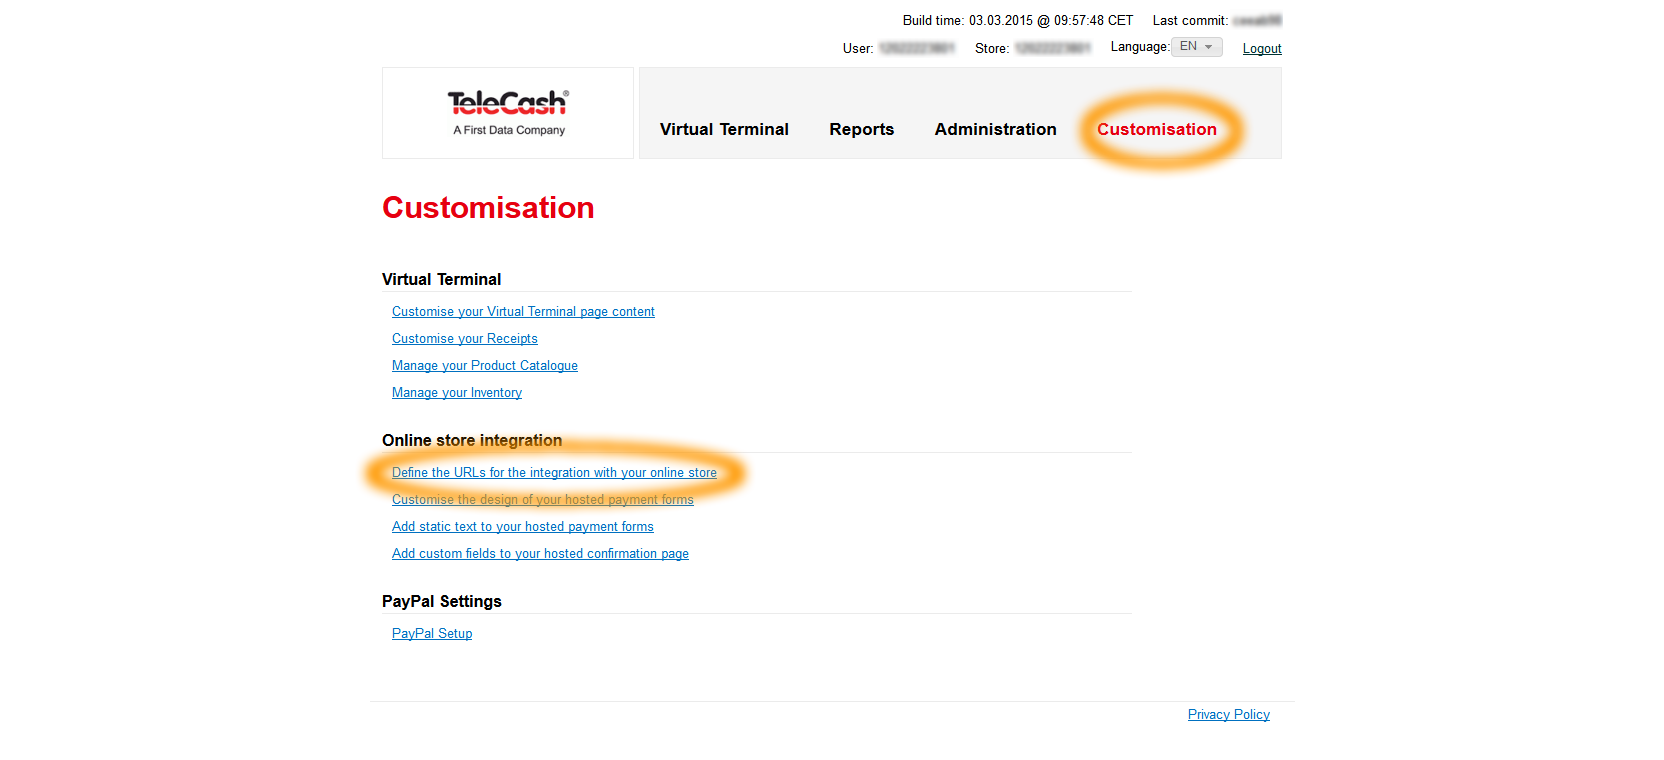 Build time: 03.03.2015 @ 09:57:48 CET Last commit:
User: Store: Language: EN Logout
TeleCash®
A First Data Company
Virtual Terminal Reports Administration Customisation
Customisation
Virtual Terminal
Customise your Virtual Terminal page content
Customise your Receipts
Manage your Product Catalogue
Manage your Inventory
Online store integration
Define the URLs for the integration with your online store
Customise the design of your hosted payment forms
Add static text to your hosted payment forms
Add custom fields to your hosted confirmation page
PayPal Settings
PayPal Setup
Privacy Policy